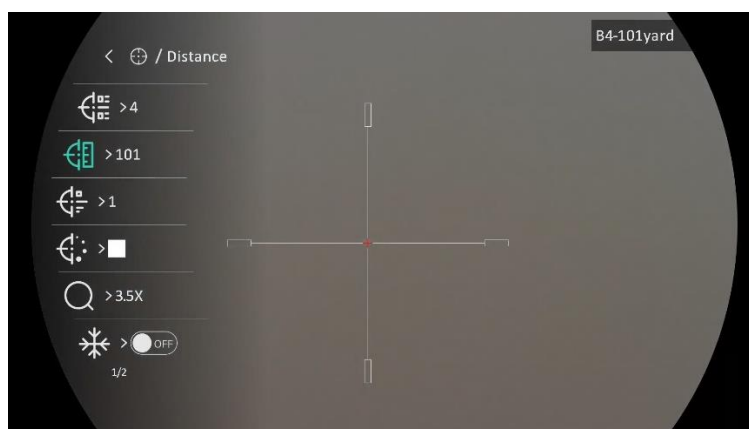 B4-101yard
< / Distance
>4
>101
>1
>
>3.5X
> OFF
1/2